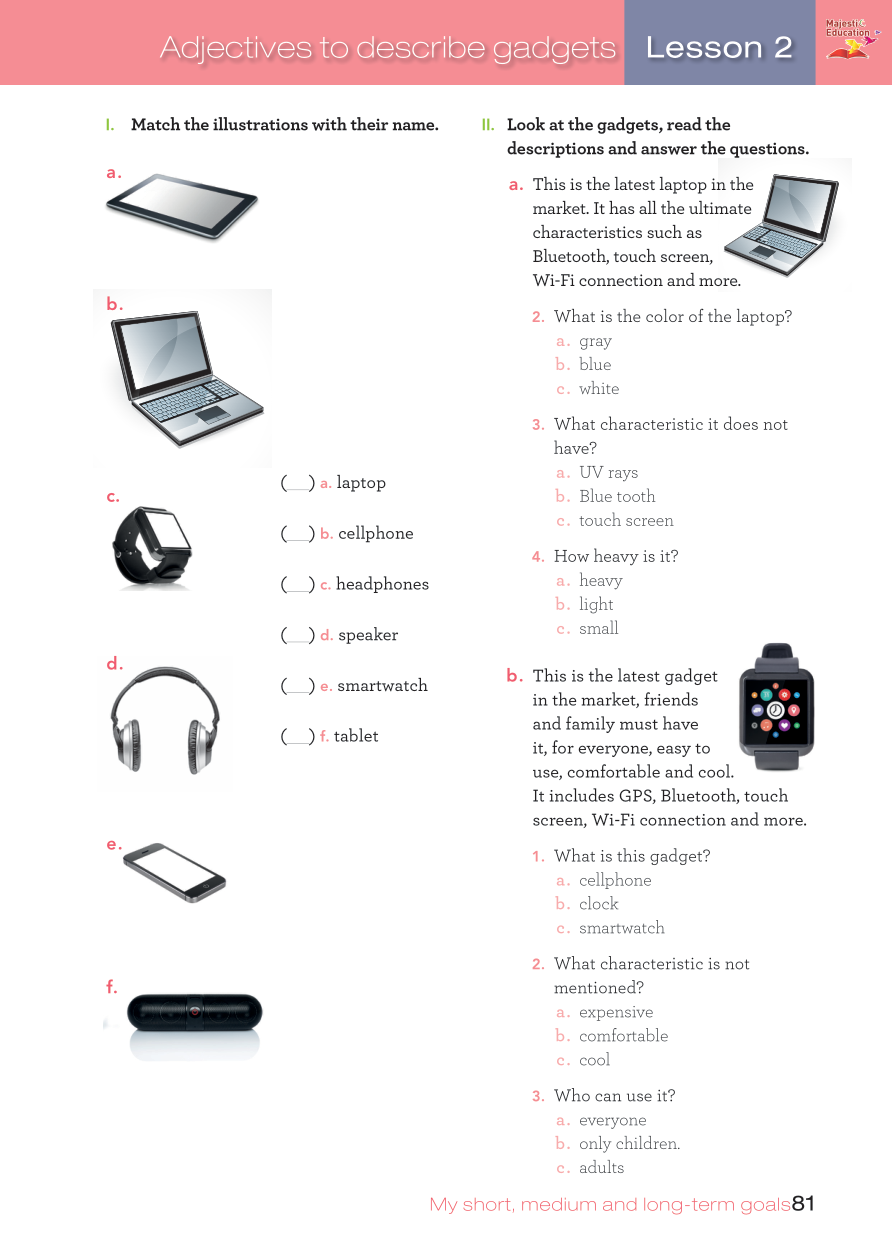 Adjectives to describe gadgets Lesson 2
Majestic
Education
I. Match the illustrations with their name.
a.
b.
c.
d.
e.
f.
(__) a. laptop
(__) b. cellphone
(__) c. headphones
(__) d. speaker
(__) e. smartwatch
(__) f. tablet
II. Look at the gadgets, read the
descriptions and answer the questions.
a. This is the latest laptop in the
market. It has all the ultimate
characteristics such as
Bluetooth, touch screen,
Wi-Fi connection and more.
2. What is the color of the laptop?
a. gray
b. blue
c. white
3. What characteristic it does not
have?
a. UV rays
b. Blue tooth
c. touch screen
4. How heavy is it?
a. heavy
b. light
c. small
b. This is the latest gadget
in the market, friends
and family must have
it, for everyone, easy to
use, comfortable and cool.
It includes GPS, Bluetooth, touch
screen, Wi-Fi connection and more.
1. What is this gadget?
a. cellphone
b. clock
c. smartwatch
2. What characteristic is not
mentioned?
a. expensive
b. comfortable
c. cool
3. Who can use it?
a. everyone
b. only children.
c. adults
My short, medium and long-term goals81